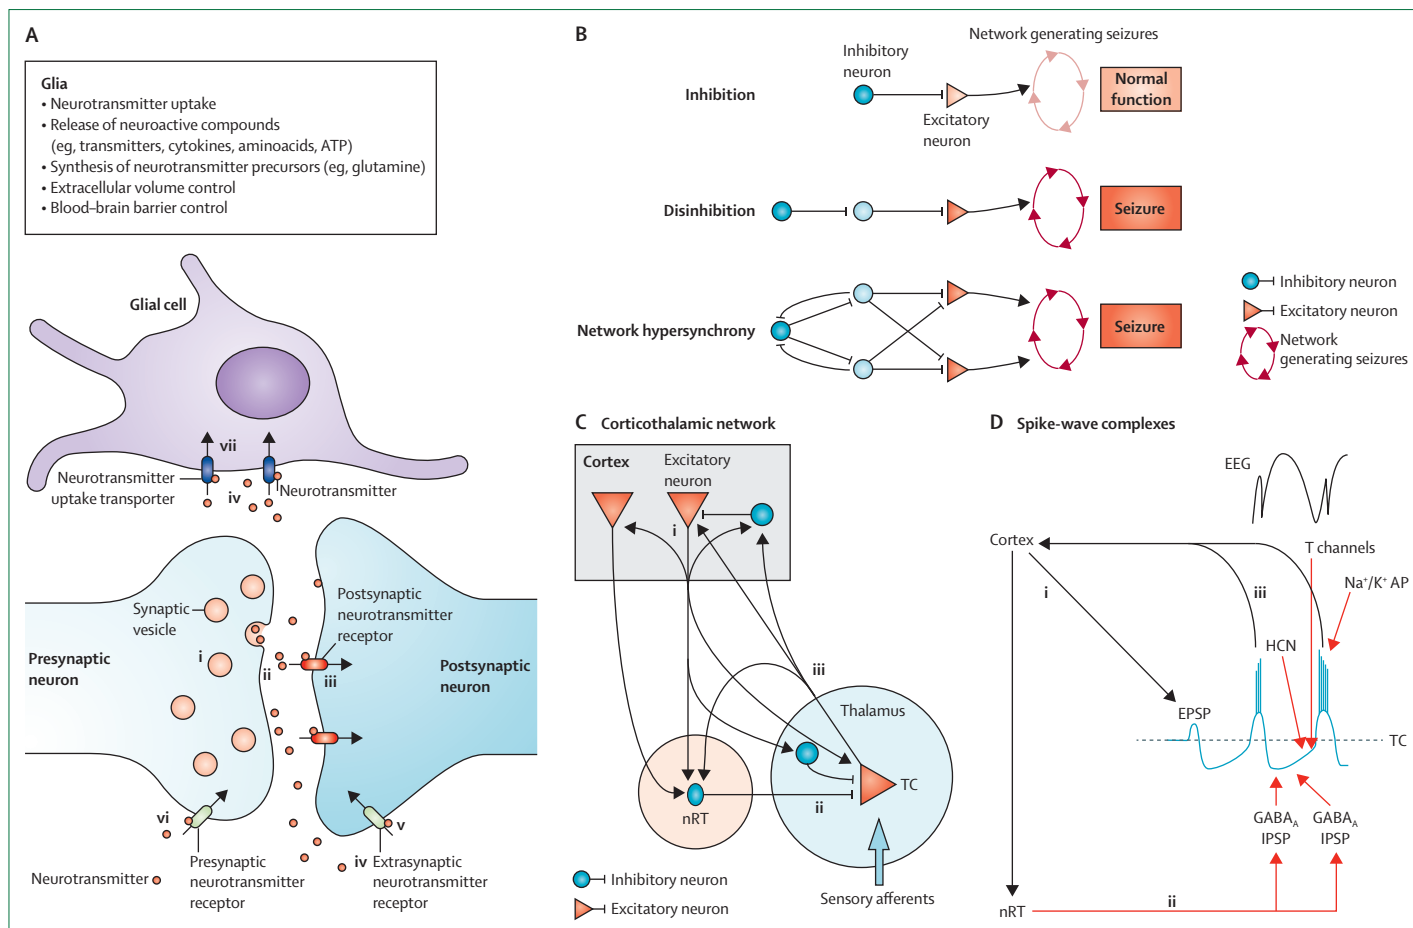 A
Glia
• Neurotransmitter uptake
• Release of neuroactive compounds
(eg, transmitters, cytokines, aminoacids, ATP)
• Synthesis of neurotransmitter precursors (eg, glutamine)
• Extracellular volume control
• Blood–brain barrier control
Glial cell
vii
Neurotransmitter
uptake transporter
iv
Neurotransmitter
Synaptic
vesicle
Postsynaptic
neurotransmitter
receptor
Presynaptic
neuron
i
ii
iii
Postsynaptic
neuron
vi
v
iv
Presynaptic
neurotransmitter
receptor
Extrasynaptic
neurotransmitter
receptor
Neurotransmitter
B
Network generating seizures
Inhibitory
neuron
Inhibition
Excitatory
neuron
Normal
function
Disinhibition
Seizure
Network hypersynchrony
Seizure
Inhibitory neuron
Excitatory neuron
Network
generating seizures
C Corticothalamic network
Cortex
Excitatory
neuron
i
iii
Thalamus
TC
ii
nRT
Sensory afferents
Inhibitory neuron
Excitatory neuron
D Spike-wave complexes
EEG
Cortex
T channels
i
iii
Na⁺/K⁺ AP
HCN
EPSP
TC
GABA_A
IPSP
GABA_A
IPSP
ii
nRT